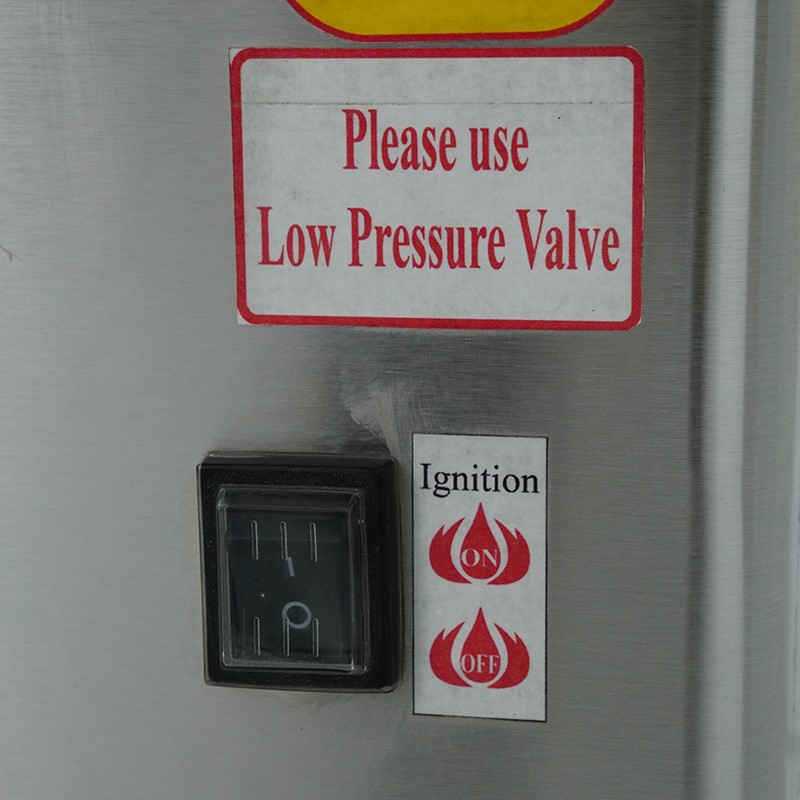 Please use
Low Pressure Valve
Ignition
ON
OFF